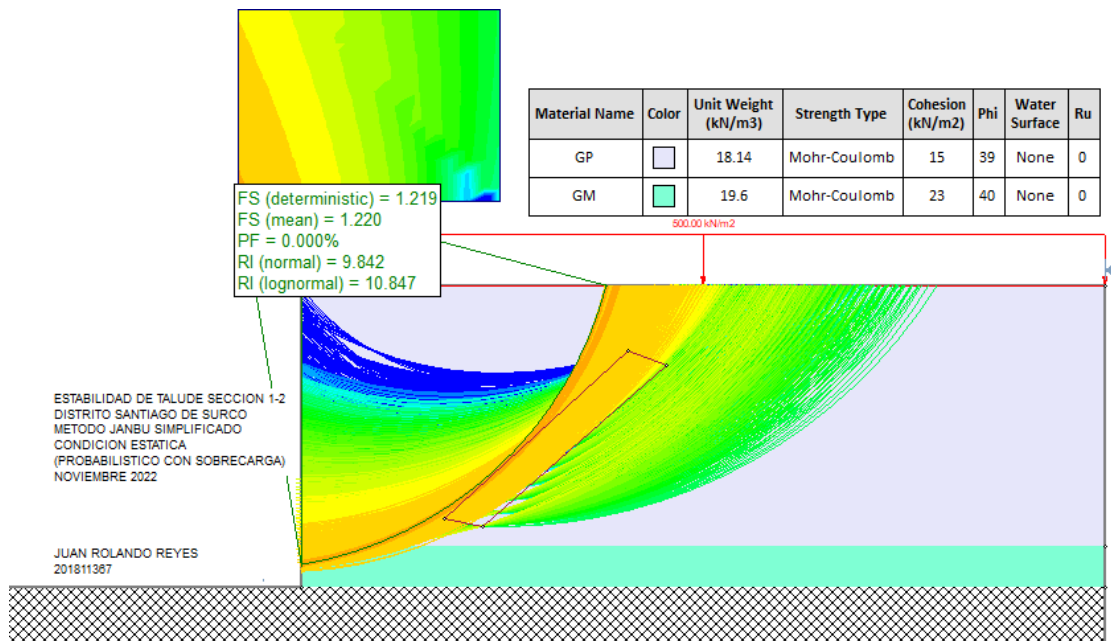 Material Name Color Unit Weight (kN/m3) Strength Type Cohesion (kN/m2) Phi Water Surface Ru
GP 18.14 Mohr-Coulomb 15 39 None 0
GM 19.6 Mohr-Coulomb 23 40 None 0
FS (deterministic) = 1.219
FS (mean) = 1.220
PF = 0.000%
RI (normal) = 9.842
RI (lognormal) = 10.847
500.00 kN/m2
ESTABILIDAD DE TALUDE SECCION 1-2
DISTRITO SANTIAGO DE SURCO
METODO JANBU SIMPLIFICADO
CONDICION ESTATICA
(PROBABILISTICO CON SOBRECARGA)
NOVIEMBRE 2022
JUAN ROLANDO REYES
201811367